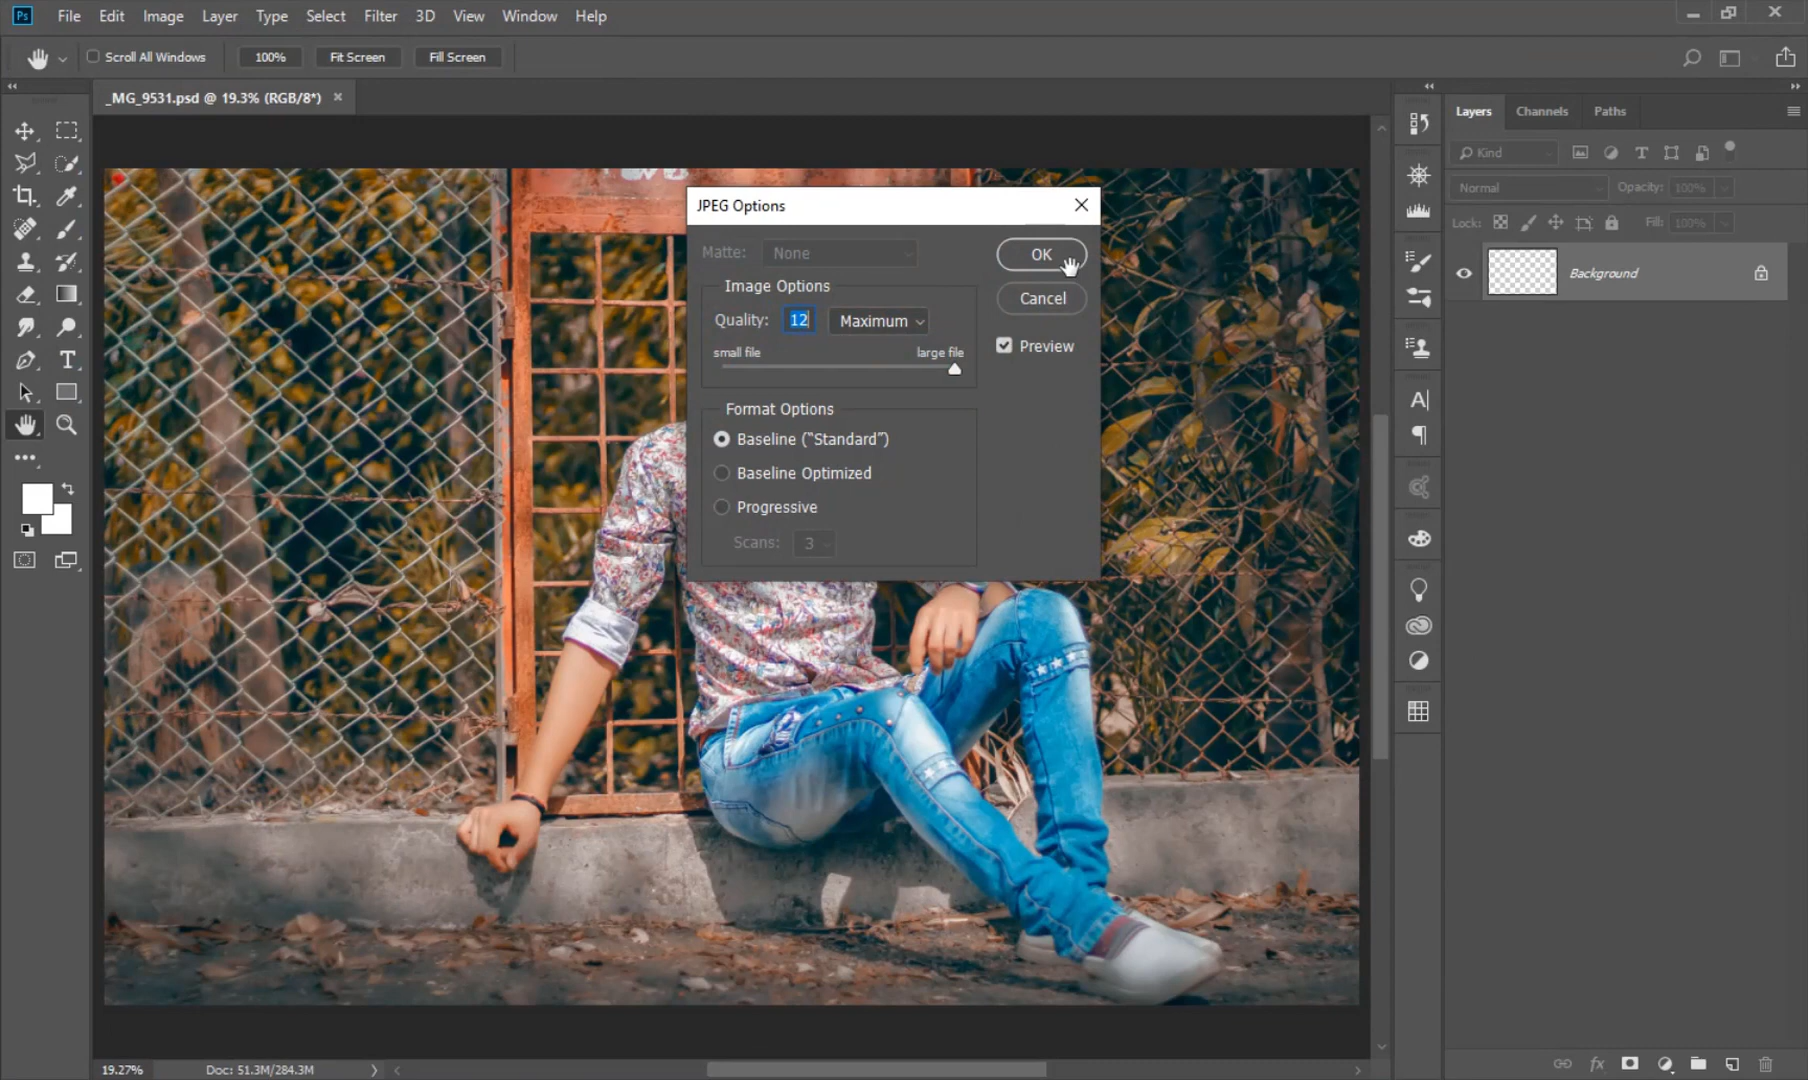 Ps File Edit Image Layer Type Select Filter 3D View Window Help
Scroll All Windows 100% Fit Screen Fill Screen
_MG_9531.psd @ 19.3% (RGB/8*) ×
Layers Channels Paths
Kind
Normal Opacity: 100%
Lock: Fill: 100%
Background
JPEG Options
Matte: None
OK
Image Options
Cancel
Quality: 12 Maximum
Preview
small file large file
Format Options
Baseline (“Standard”)
Baseline Optimized
Progressive
Scans: 3
19.27% Doc: 51.3M/284.3M